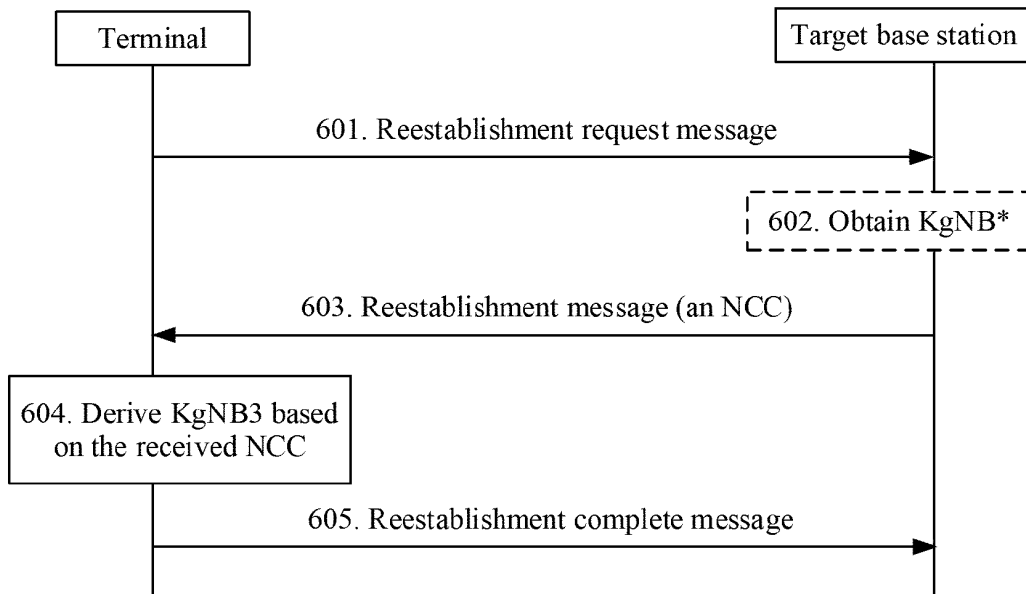 Terminal
Target base station
601. Reestablishment request message
602. Obtain KgNB*
603. Reestablishment message (an NCC)
604. Derive KgNB3 based
on the received NCC
605. Reestablishment complete message